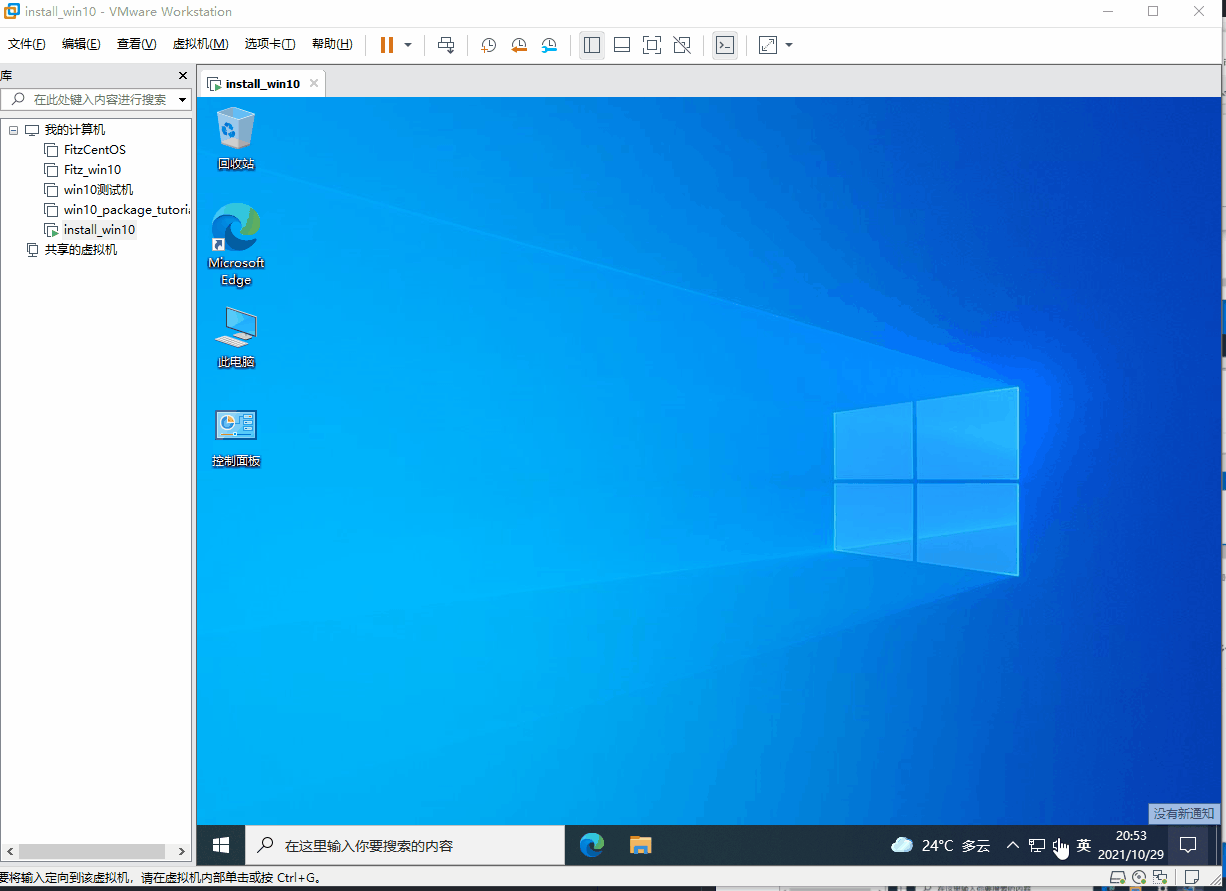 install_win10 - VMware Workstation
文件(F) 编辑(E) 查看(V) 虚拟机(M) 选项卡(T) 帮助(H)
库
在此处键入内容进行搜索
我的计算机
FitzCentOS
Fitz_win10
win10测试机
win10_package_tutori
install_win10
共享的虚拟机
install_win10
回收站
Microsoft
Edge
此电脑
控制面板
没有新通知
在这里输入你要搜索的内容
24°C 多云
英
20:53
2021/10/29
要将输入定向到该虚拟机，请在虚拟机内部单击或按 Ctrl+G。